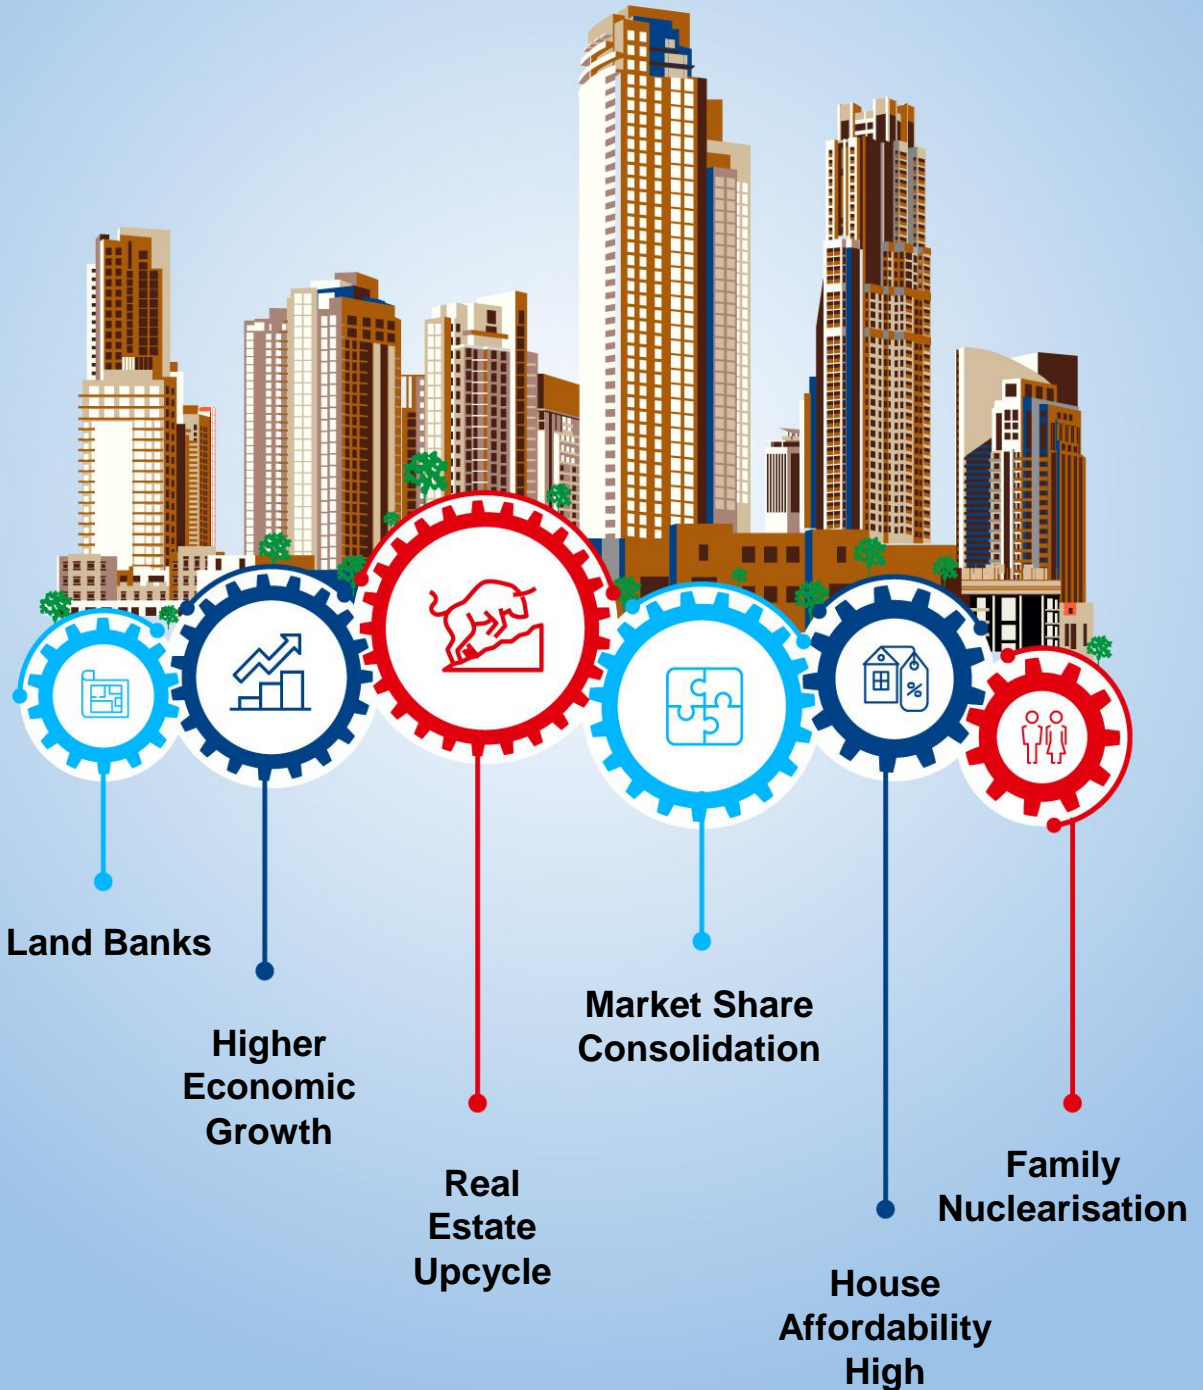 Land Banks
Higher
Economic
Growth
Real
Estate
Upcycle
Market Share
Consolidation
%
House
Affordability
High
Family
Nuclearisation